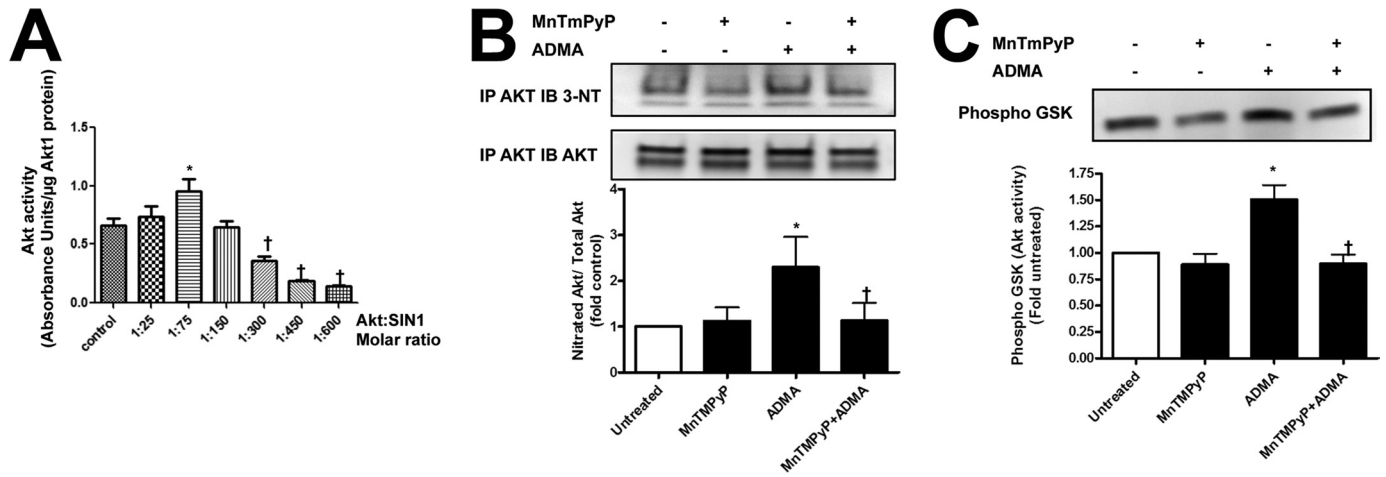 A
Akt activity
(Absorbance Units/µg Akt1 protein)
1.5
1.0
0.5
0.0
*
†
†
†
control
1:25
1:75
1:150
1:300
1:450
1:600
Akt:SIN1
Molar ratio
B
MnTmPyP - + - +
ADMA - - + +
IP AKT IB 3-NT
IP AKT IB AKT
Nitrated Akt/ Total Akt
(fold control)
4
3
2
1
0
*
†
Untreated
MnTMPyP
ADMA
MnTMPyP+ADMA
C
MnTmPyP - + - +
ADMA - - + +
Phospho GSK
Phospho GSK (Akt activity)
(Fold untreated)
1.75
1.50
1.25
1.00
0.75
0.50
0.25
0.00
*
†
Untreated
MnTMPyP
ADMA
MnTMPyP+ADMA